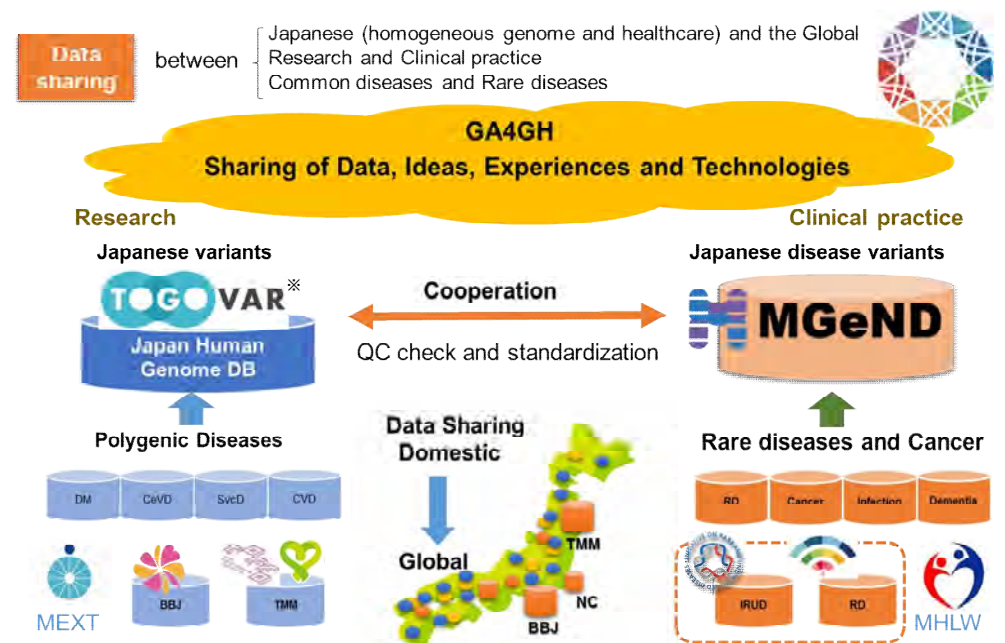 Data
sharing
between
Japanese (homogeneous genome and healthcare) and the Global
Research and Clinical practice
Common diseases and Rare diseases
GA4GH
Sharing of Data, Ideas, Experiences and Technologies
Research
Clinical practice
Japanese variants
Japanese disease variants
TOGOVAR※
Cooperation
MGeND
Japan Human
Genome DB
QC check and standardization
Polygenic Diseases
Data Sharing
Domestic
Rare diseases and Cancer
DM
CeVD
SvcD
CVD
RD
Cancer
Infection
Dementia
Global
TMM
NC
BBJ
MEXT
BBJ
TMM
IRUD
RD
MHLW